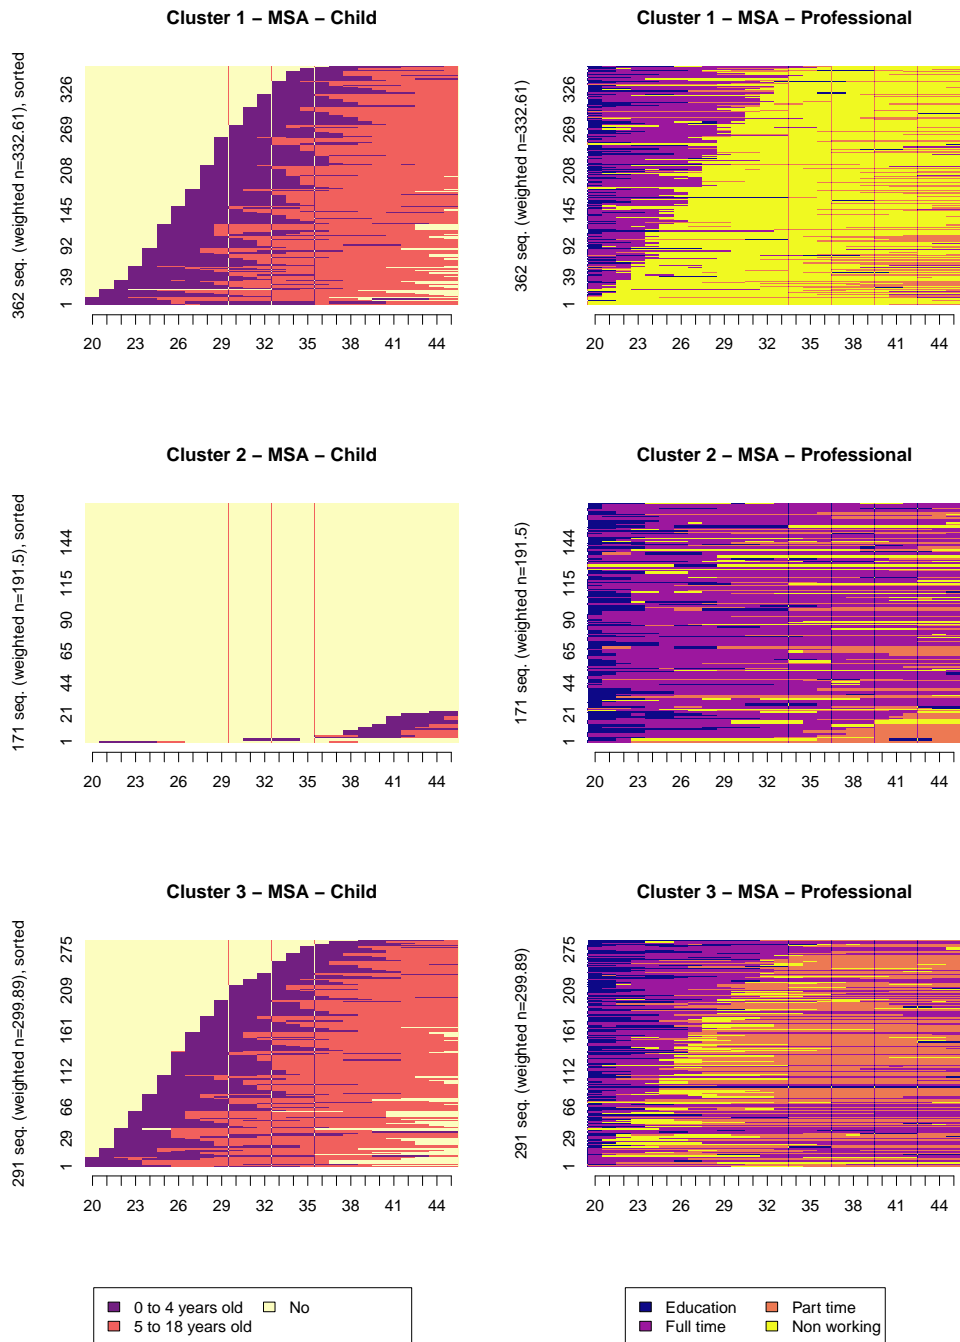 Cluster 1 − MSA − Child
Cluster 1 − MSA − Professional
362 seq. (weighted n=332.61), sorted
1 39 92 145 208 269 326
20 23 26 29 32 35 38 41 44
362 seq. (weighted n=332.61)
1 39 92 145 208 269 326
20 23 26 29 32 35 38 41 44
Cluster 2 − MSA − Child
Cluster 2 − MSA − Professional
171 seq. (weighted n=191.5), sorted
1 21 44 65 90 115 144
20 23 26 29 32 35 38 41 44
171 seq. (weighted n=191.5)
1 21 44 65 90 115 144
20 23 26 29 32 35 38 41 44
Cluster 3 − MSA − Child
Cluster 3 − MSA − Professional
291 seq. (weighted n=299.89), sorted
1 29 66 112 161 209 275
20 23 26 29 32 35 38 41 44
291 seq. (weighted n=299.89)
1 29 66 112 161 209 275
20 23 26 29 32 35 38 41 44
0 to 4 years old No
5 to 18 years old
Education Part time
Full time Non working